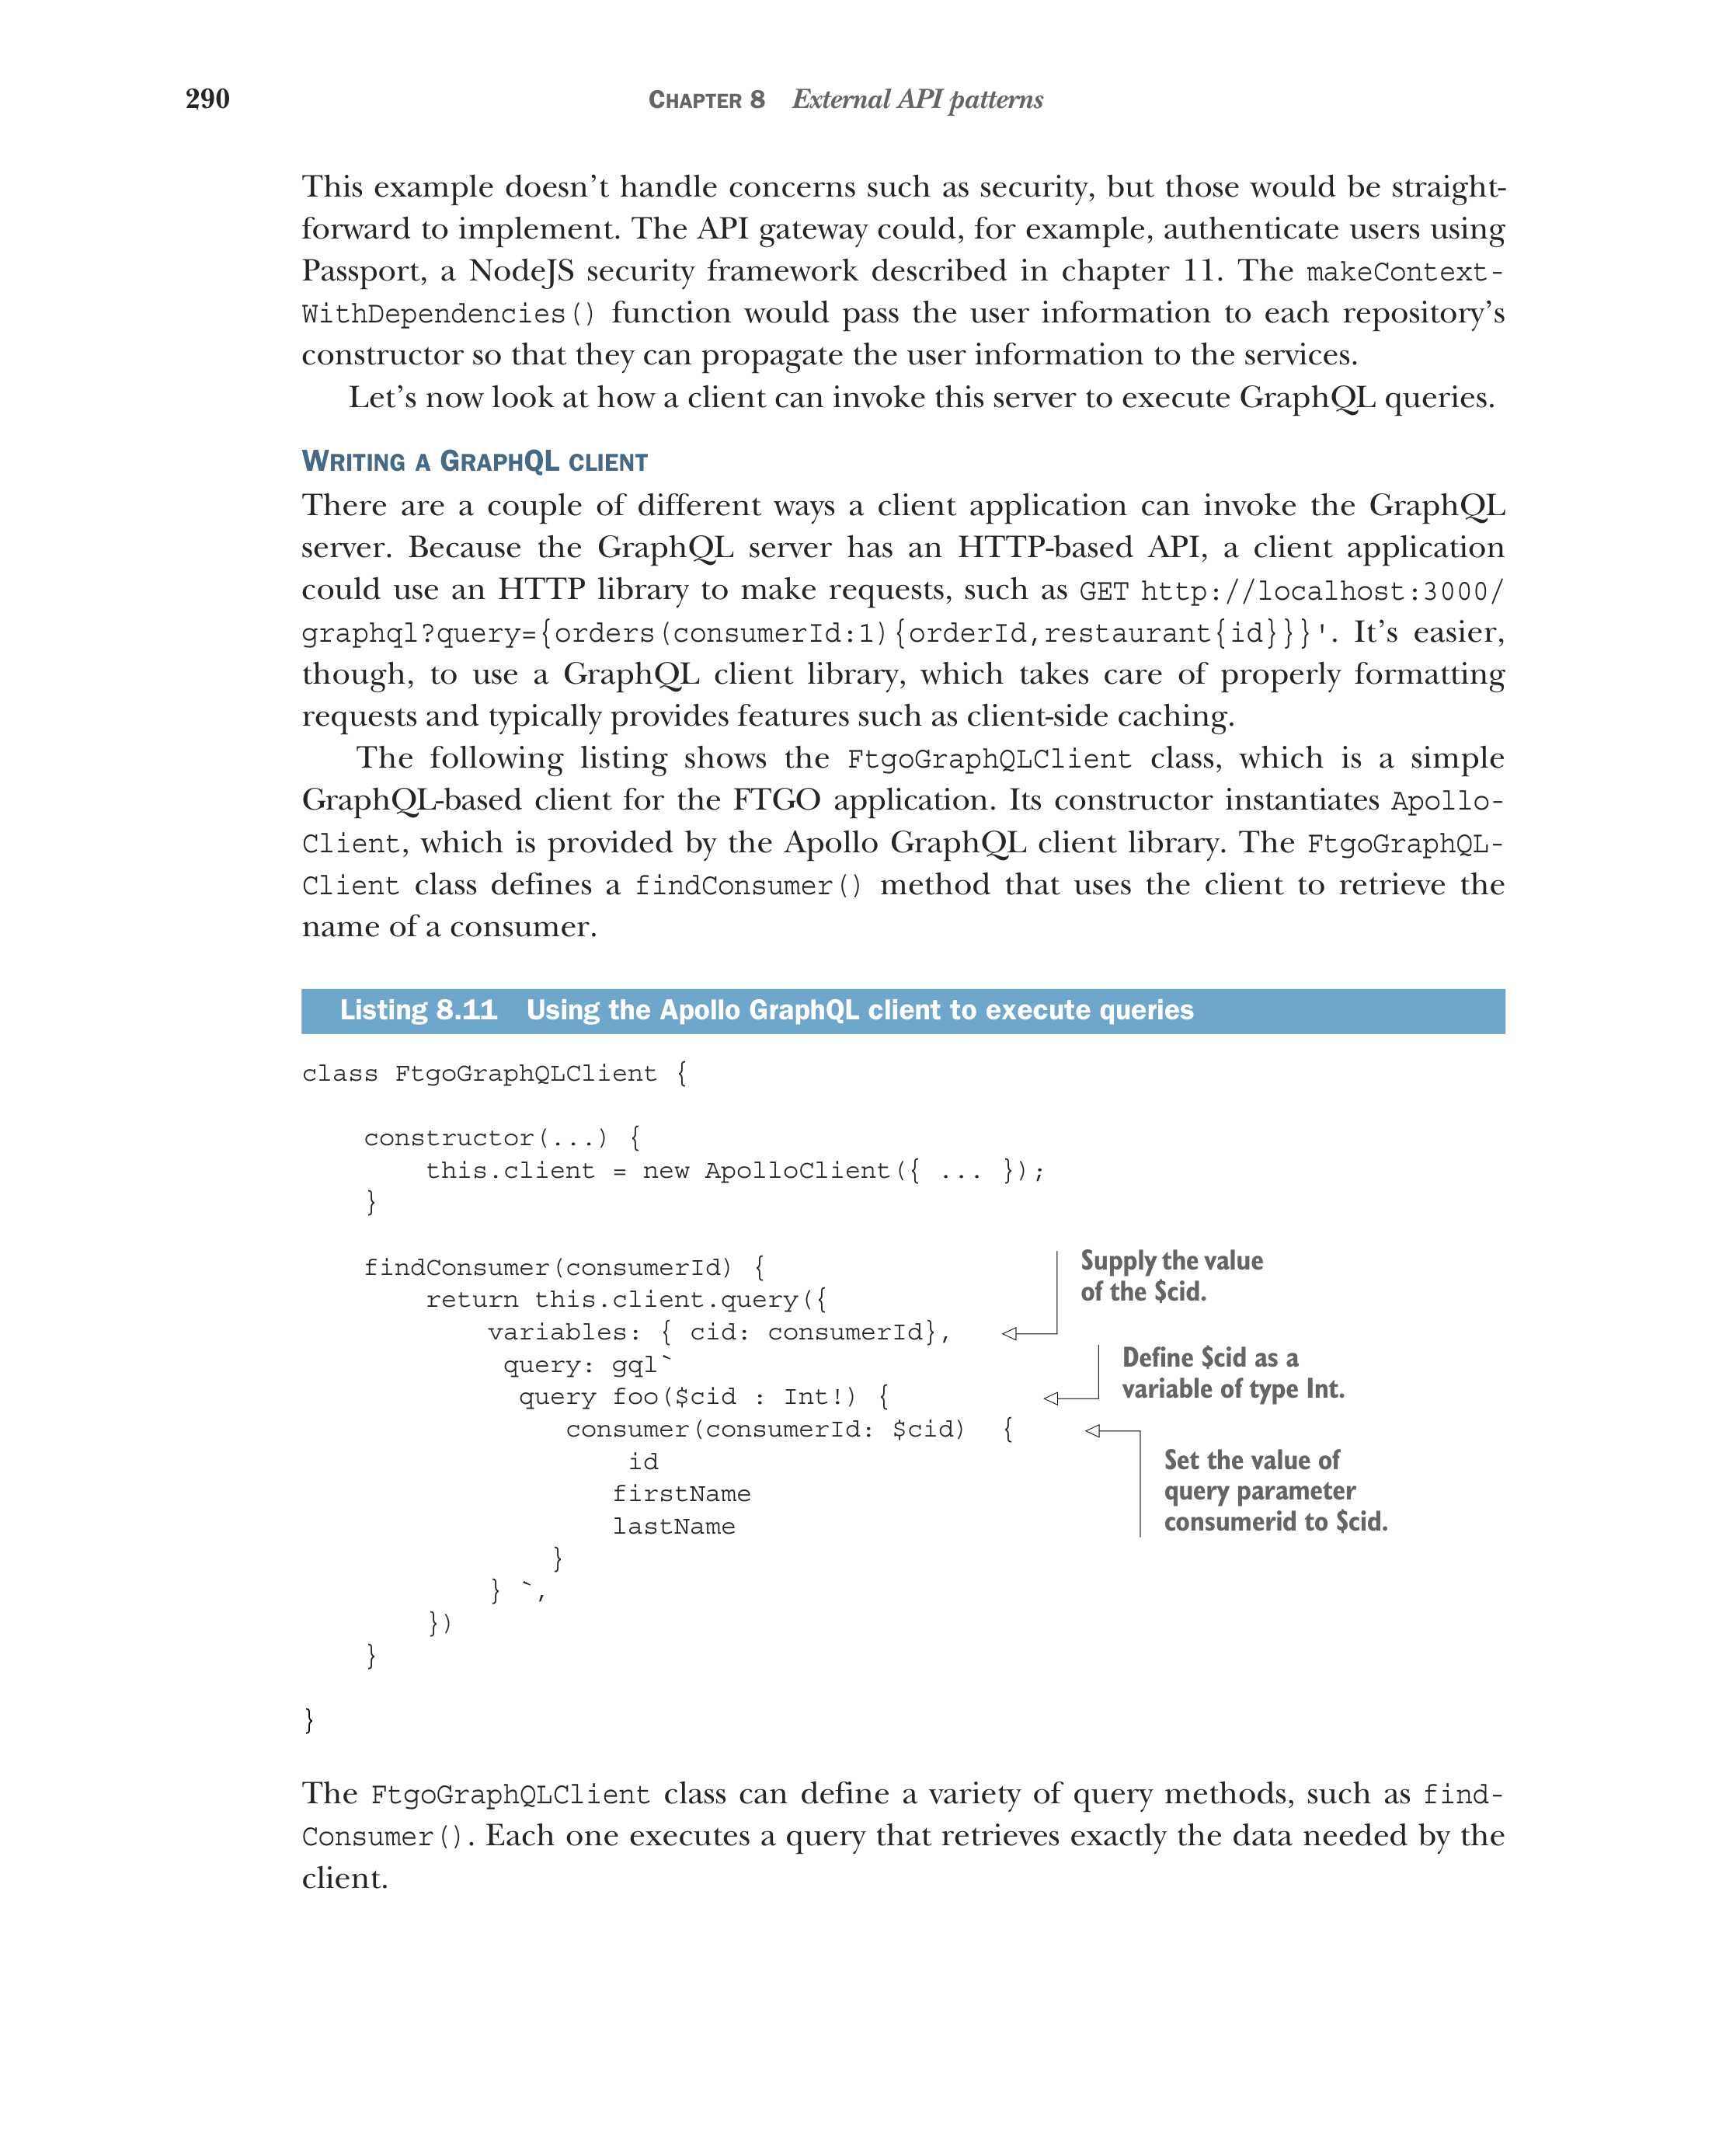 290
CHAPTER 8 External API patterns
This example doesn't handle concerns such as security, but those would be straight-
forward to implement. The API gateway could, for example, authenticate users using
Passport, a NodeJS security framework described in chapter 11. The makeContext-
WithDependencies() function would pass the user information to each repository's
constructor so that they can propagate the user information to the services.
Let's now look at how a client can invoke this server to execute GraphQL queries.
WRITING A GRAPHQL CLIENT
There are a couple of different ways a client application can invoke the GraphQL
server. Because the GraphQL server has an HTTP-based API, a client application
could use an HTTP library to make requests, such as GET http://localhost:3000/
graphql?query={orders(consumerId:1){orderId,restaurant{id}}}'. It's easier,
though, to use a GraphQL client library, which takes care of properly formatting
requests and typically provides features such as client-side caching.
The following listing shows the FtgoGraphQLClient class, which is a simple
GraphQL-based client for the FTGO application. Its constructor instantiates Apollo-
Client, which is provided by the Apollo GraphQL client library. The FtgoGraphQL-
Client class defines a findConsumer() method that uses the client to retrieve the
name of a consumer.
Listing 8.11 Using the Apollo GraphQL client to execute queries
class FtgoGraphQLClient {
constructor(...) {
this.client = new ApolloClient({ ... });
}
findConsumer(consumerId) {
return this.client.query({
variables: { cid: consumerId},
query: gql`
query foo($cid : Int!) {
consumer(consumerId: $cid) {
id
firstName
lastName
}
} `,
})
}
}
Supply the value
of the $cid.
Define $cid as a
variable of type Int.
Set the value of
query parameter
consumerid to $cid.
The FtgoGraphQLClient class can define a variety of query methods, such as find-
Consumer(). Each one executes a query that retrieves exactly the data needed by the
client.